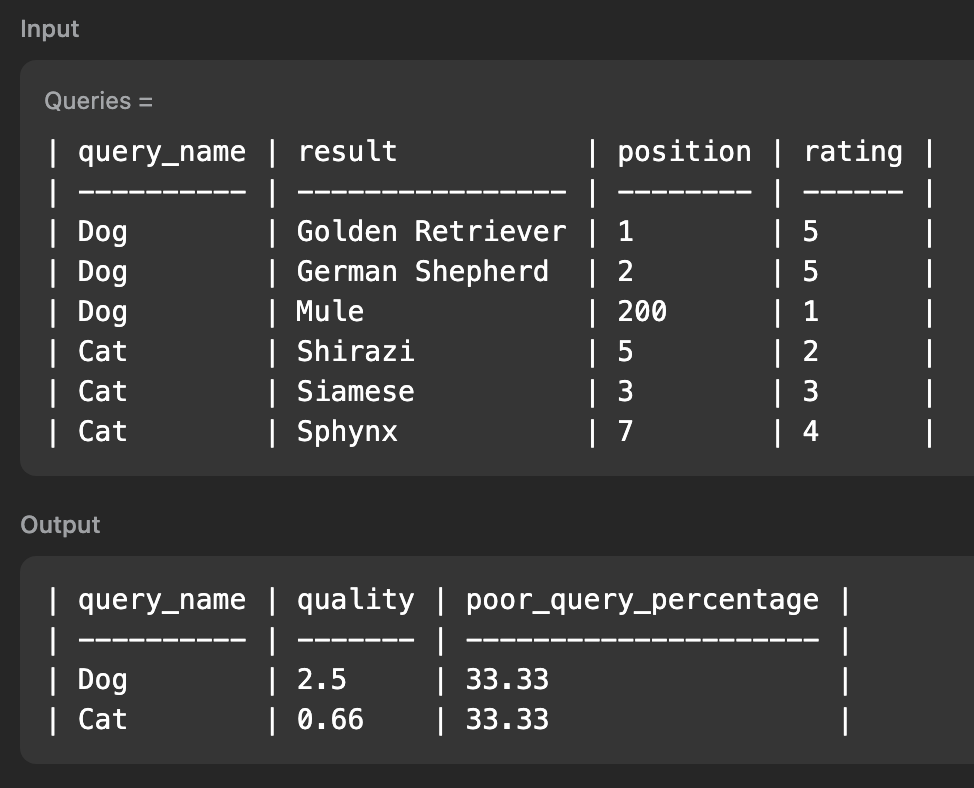 Input
Queries =
| query_name | result           | position | rating |
| ---------- | ---------------- | -------- | ------ |
| Dog        | Golden Retriever | 1        | 5      |
| Dog        | German Shepherd  | 2        | 5      |
| Dog        | Mule             | 200      | 1      |
| Cat        | Shirazi          | 5        | 2      |
| Cat        | Siamese          | 3        | 3      |
| Cat        | Sphynx           | 7        | 4      |
Output
| query_name | quality | poor_query_percentage |
| ---------- | ------- | --------------------- |
| Dog        | 2.5     | 33.33                 |
| Cat        | 0.66    | 33.33                 |